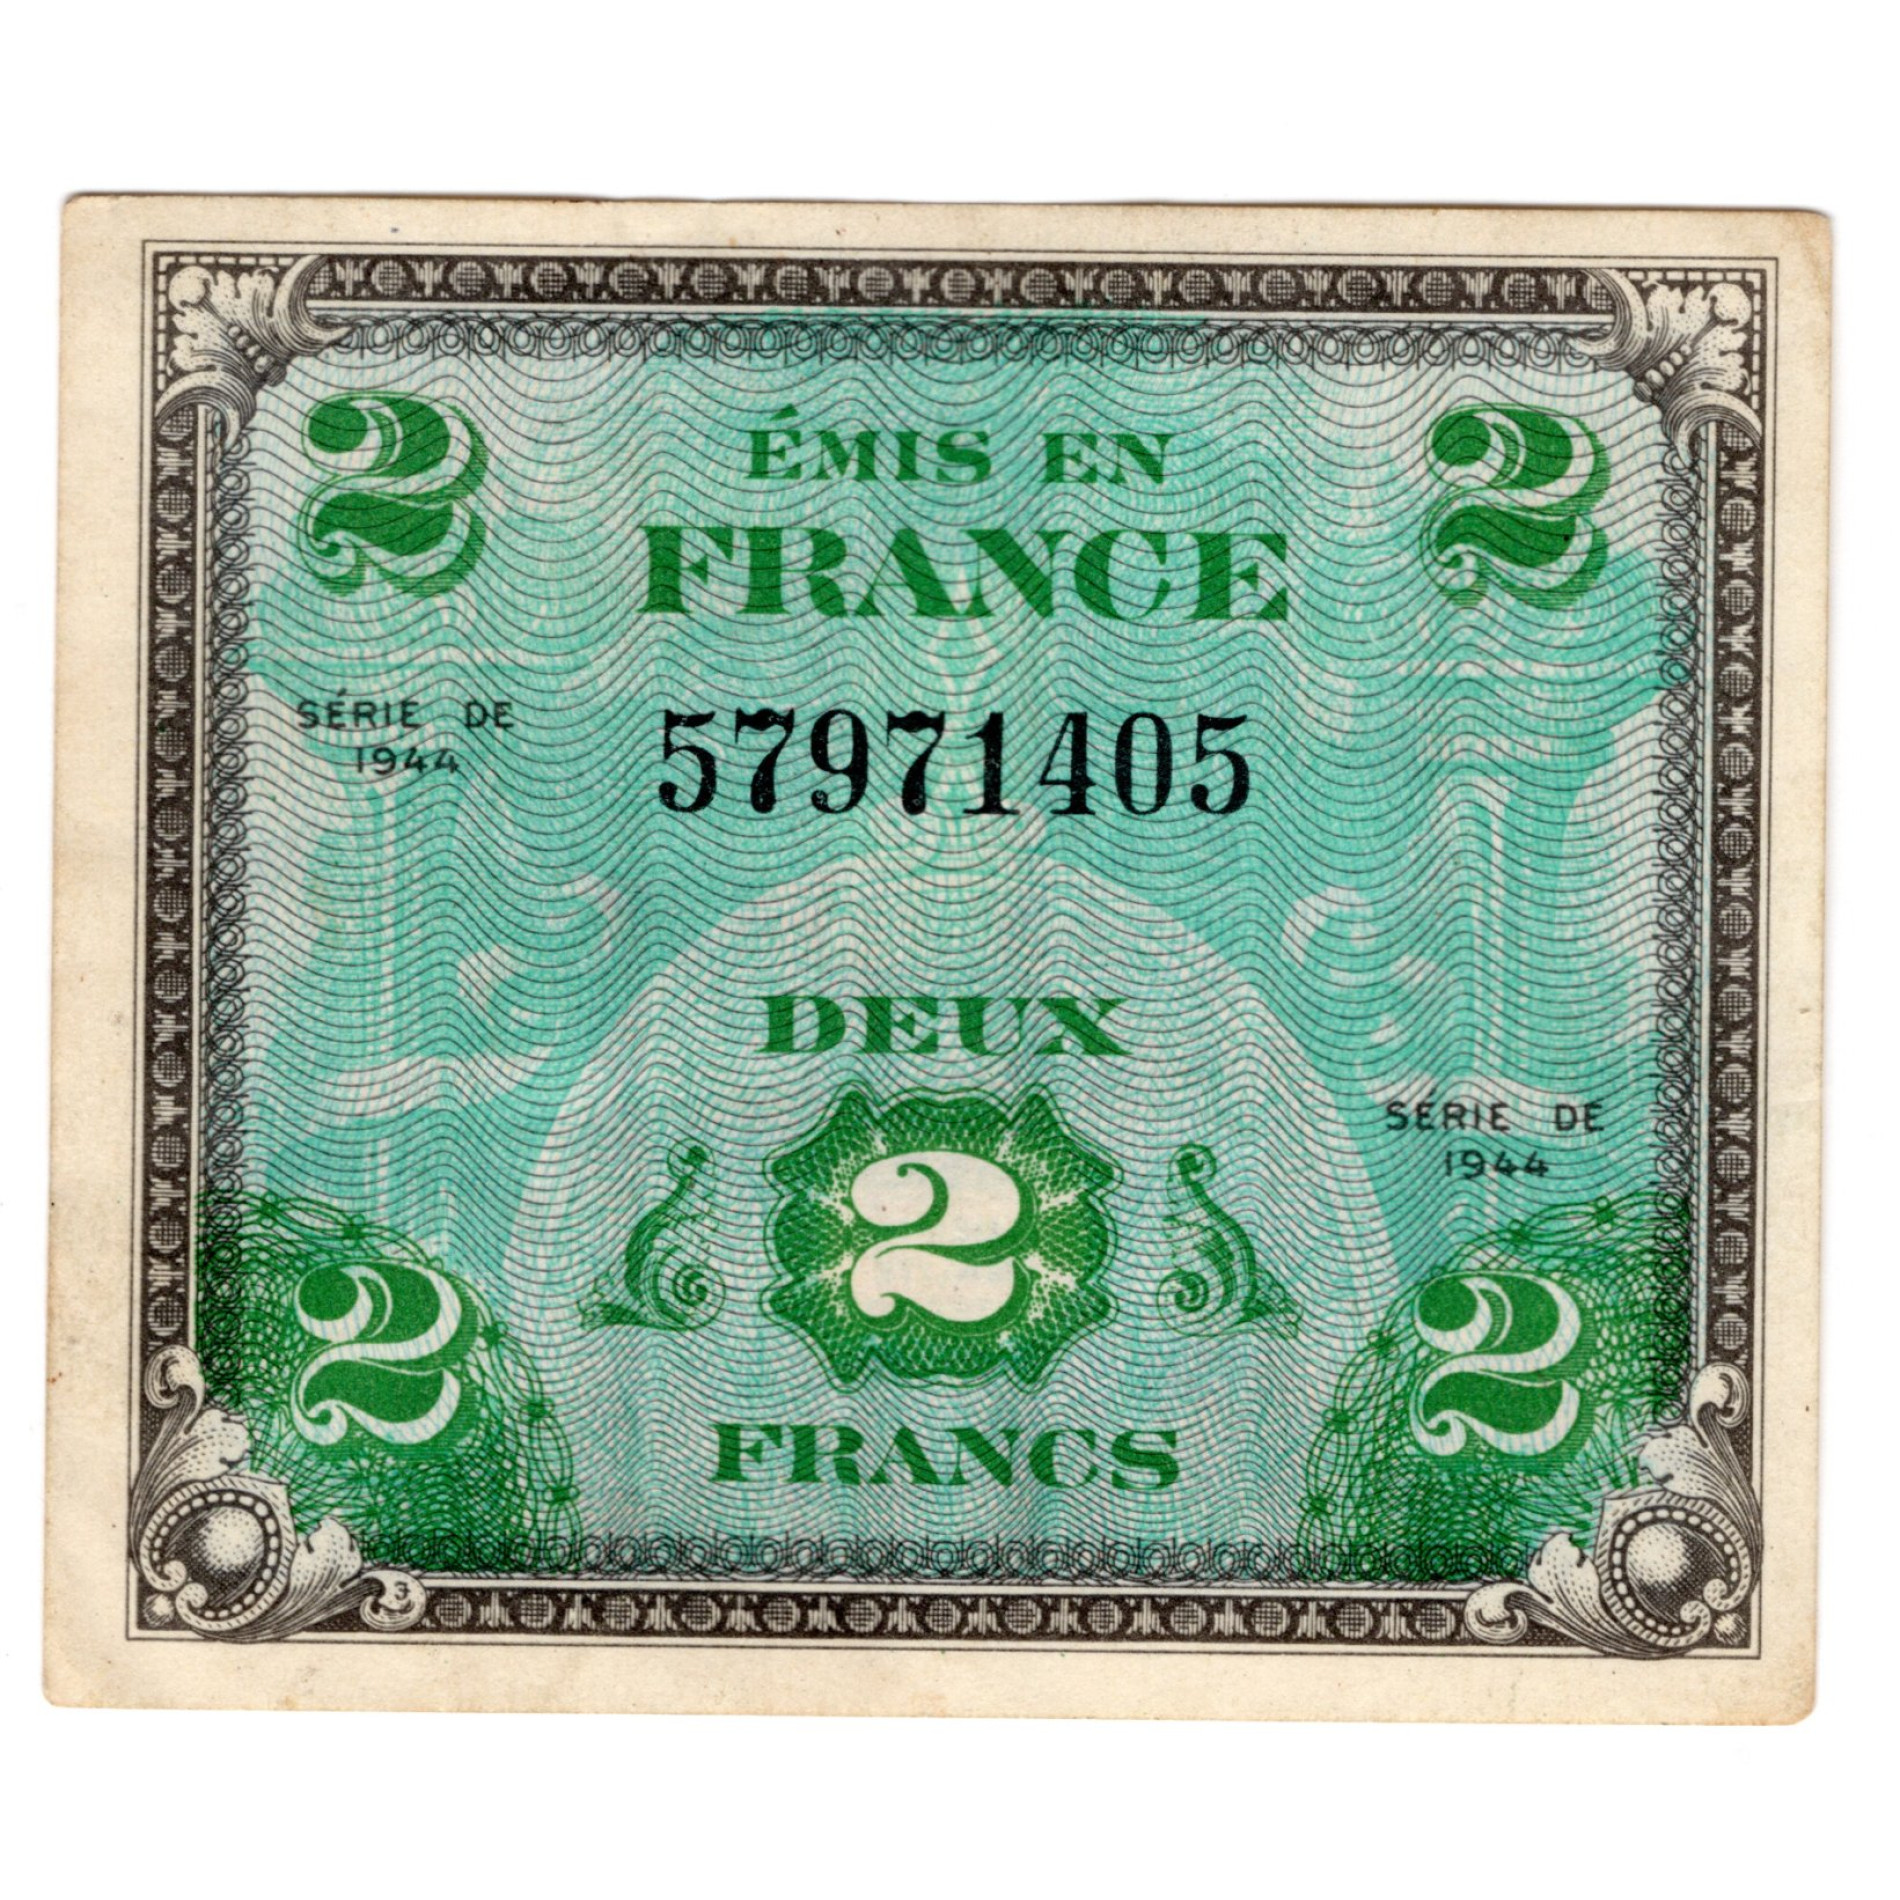 2 2
ÉMIS EN
FRANCE
SÉRIE DE
1944
57971405
DEUX
SÉRIE DE
1944
2
2 2
FRANCS
3